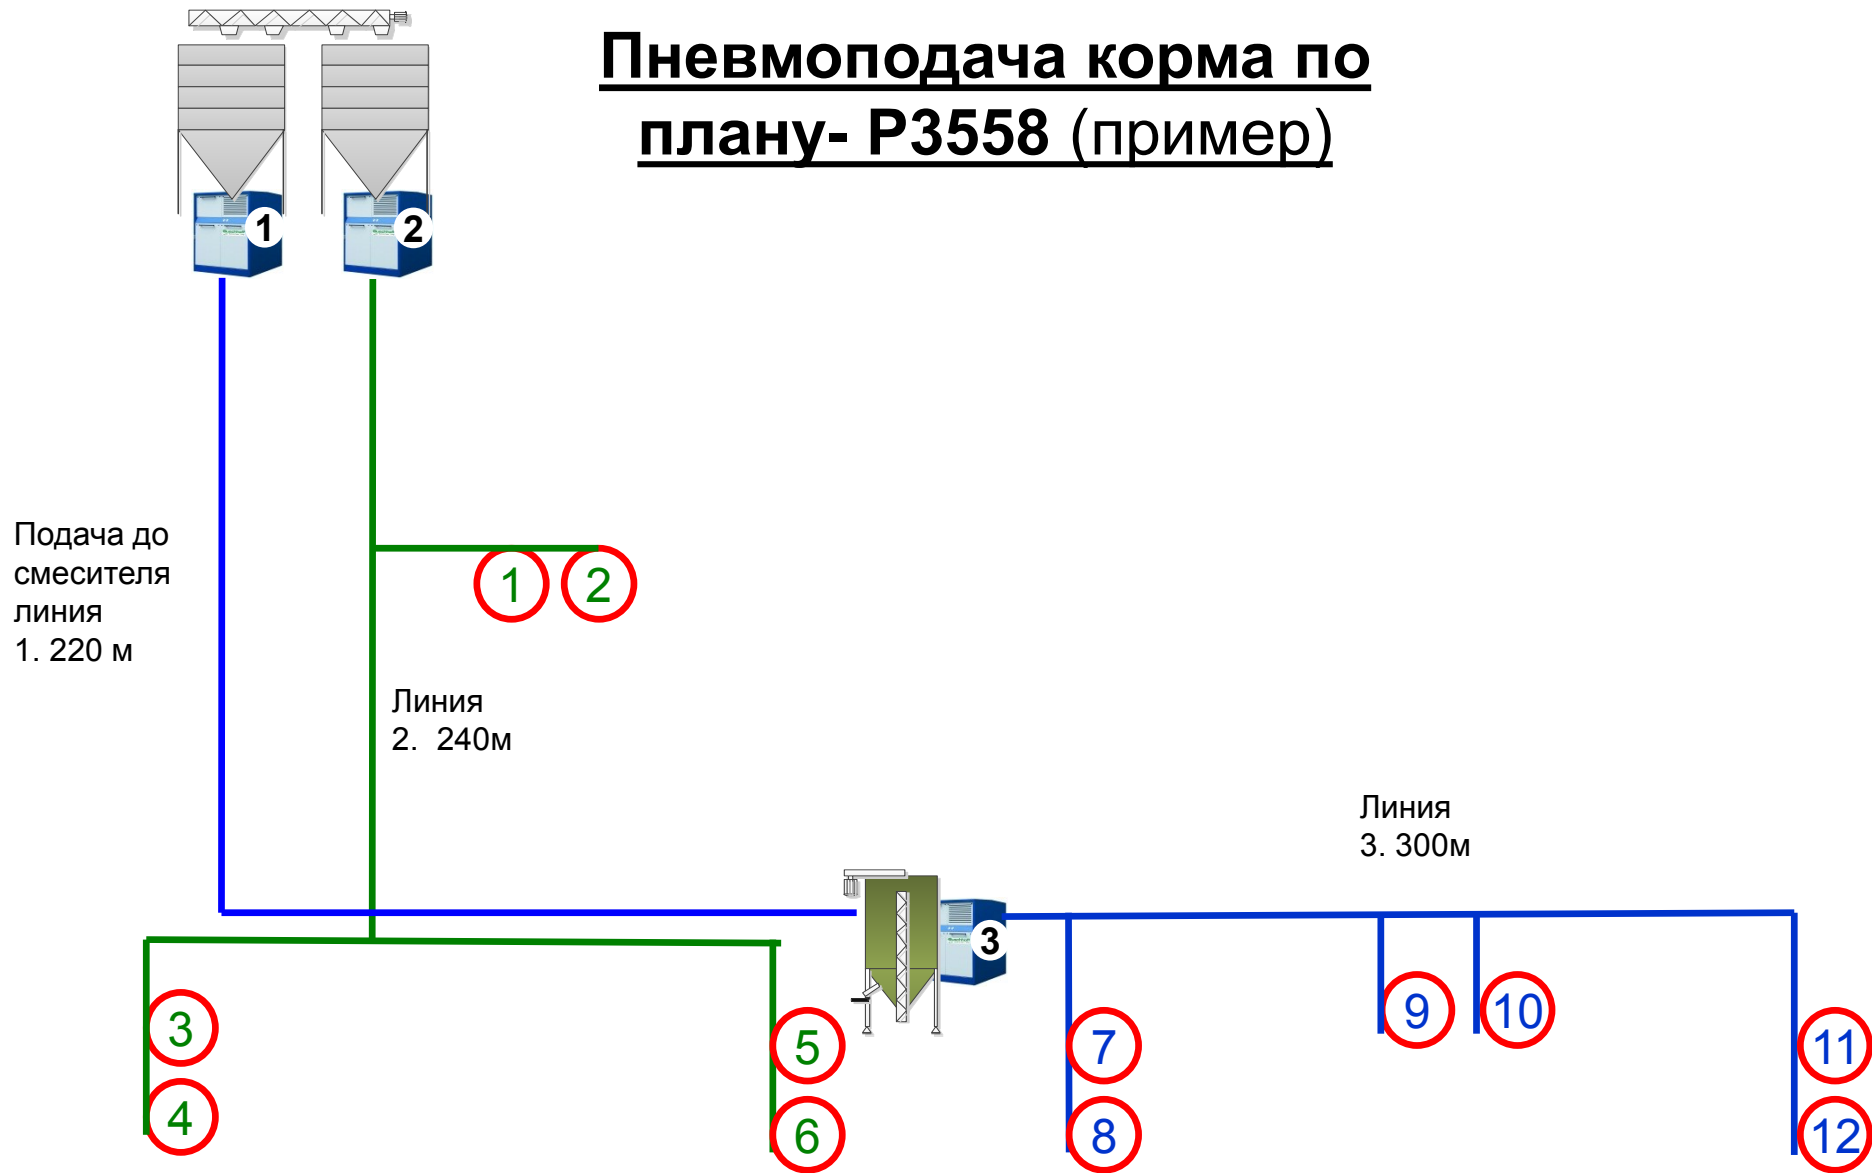 Пневмоподача корма по
плану- P3558 (пример)
1
2
1
2
Подача до
смесителя
линия
1. 220 м
Линия
2. 240м
Линия
3. 300м
3
3
4
5
6
7
8
9
10
11
12